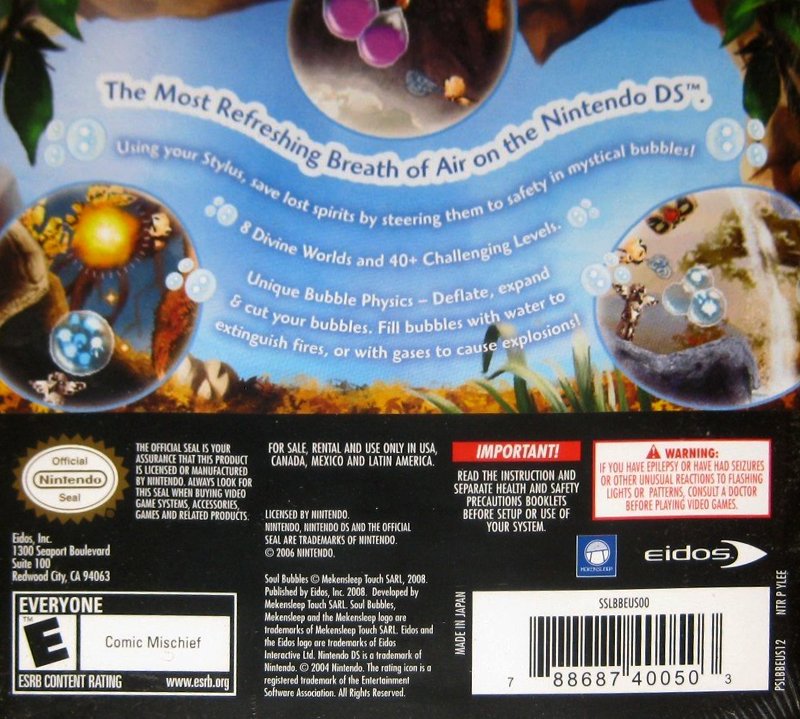 The Most Refreshing Breath of Air on the Nintendo DS™.
Using your Stylus, save lost spirits by steering them to safety in mystical bubbles!
8 Divine Worlds and 40+ Challenging Levels.
Unique Bubble Physics – Deflate, expand
& cut your bubbles. Fill bubbles with water to
extinguish fires, or with gases to cause explosions!
Official
Nintendo
Seal
THE OFFICIAL SEAL IS YOUR
ASSURANCE THAT THIS PRODUCT
IS LICENSED OR MANUFACTURED
BY NINTENDO. ALWAYS LOOK FOR
THIS SEAL WHEN BUYING VIDEO
GAME SYSTEMS, ACCESSORIES,
GAMES AND RELATED PRODUCTS.
FOR SALE, RENTAL AND USE ONLY IN USA,
CANADA, MEXICO AND LATIN AMERICA.
IMPORTANT!
READ THE INSTRUCTION AND
SEPARATE HEALTH AND SAFETY
PRECAUTIONS BOOKLETS
BEFORE SETUP OR USE OF
YOUR SYSTEM.
WARNING:
IF YOU HAVE EPILEPSY OR HAVE HAD SEIZURES
OR OTHER UNUSUAL REACTIONS TO FLASHING
LIGHTS OR PATTERNS, CONSULT A DOCTOR
BEFORE PLAYING VIDEO GAMES.
Eidos, Inc.
1300 Seaport Boulevard
Suite 100
Redwood City, CA 94063
LICENSED BY NINTENDO.
NINTENDO, NINTENDO DS AND THE OFFICIAL
SEAL ARE TRADEMARKS OF NINTENDO.
© 2006 NINTENDO.
MEKENSLEEP
eidos
EVERYONE
E
™
Comic Mischief
ESRB CONTENT RATING www.esrb.org
Soul Bubbles © Mekensleep Touch SARL, 2008.
Published by Eidos, Inc. 2008. Developed by
Mekensleep Touch SARL. Soul Bubbles,
Mekensleep and the Mekensleep logo are
trademarks of Mekensleep Touch SARL. Eidos and
the Eidos logo are trademarks of Eidos
Interactive Ltd. Nintendo DS is a trademark of
Nintendo. © 2004 Nintendo. The rating icon is a
registered trademark of the Entertainment
Software Association. All Rights Reserved.
MADE IN JAPAN
SSLBBEUS00
7 88687 40050 3
PSLBBEUS12 NTR P YLEE